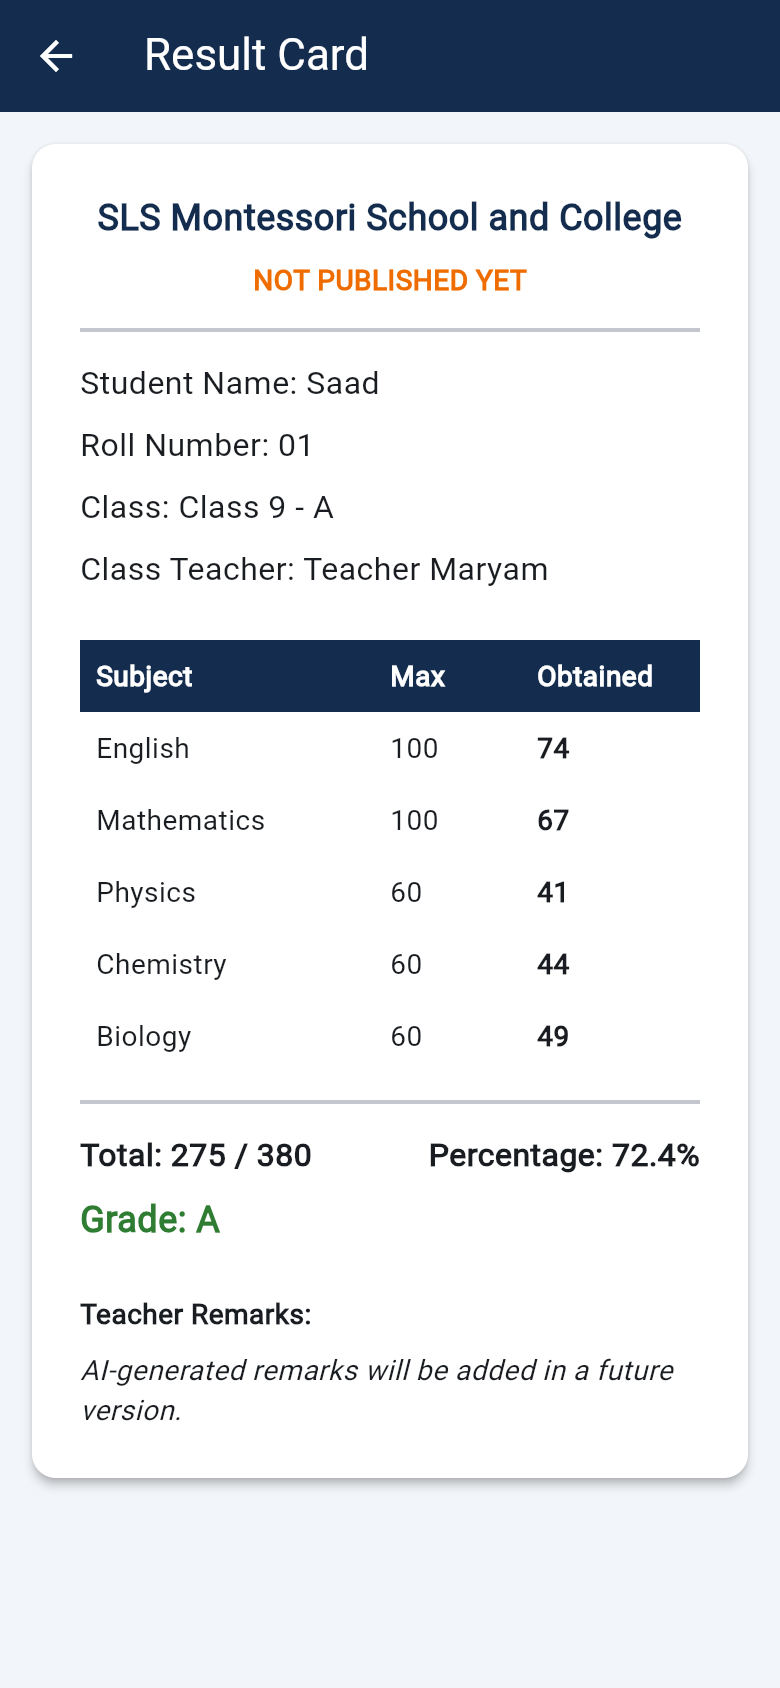 Result Card
SLS Montessori School and College
NOT PUBLISHED YET
Student Name: Saad
Roll Number: 01
Class: Class 9 - A
Class Teacher: Teacher Maryam
Subject Max Obtained
English 100 74
Mathematics 100 67
Physics 60 41
Chemistry 60 44
Biology 60 49
Total: 275 / 380 Percentage: 72.4%
Grade: A
Teacher Remarks:
AI-generated remarks will be added in a future
version.